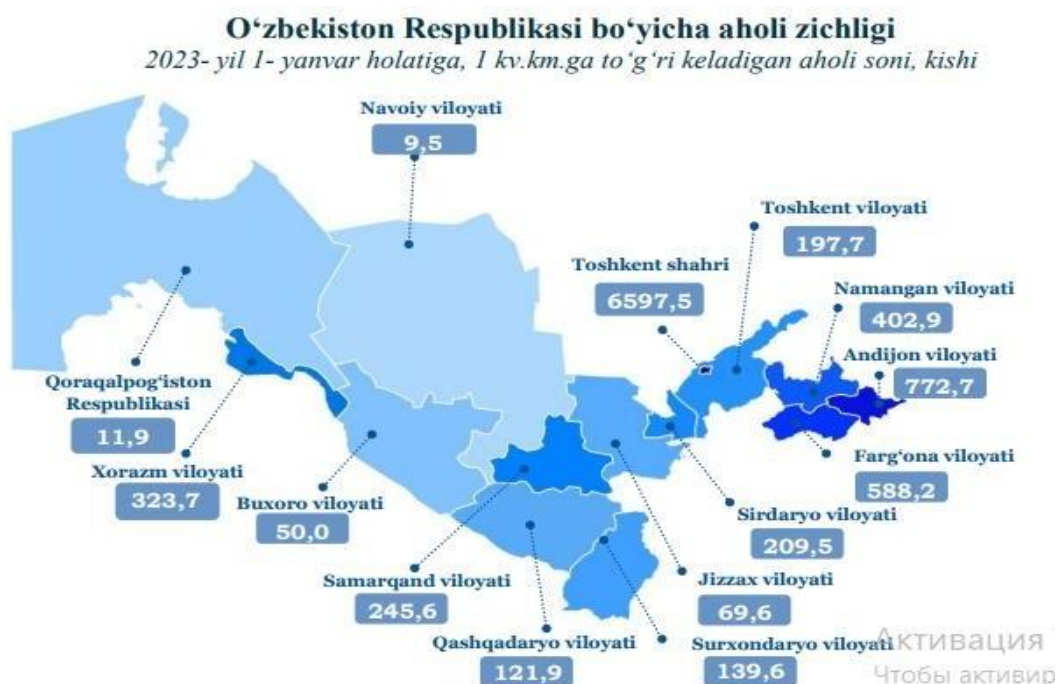 O‘zbekiston Respublikasi bo‘yicha aholi zichligi
2023- yil 1- yanvar holatiga, 1 kv.km.ga to‘g‘ri keladigan aholi soni, kishi
Navoiy viloyati
9,5
Toshkent viloyati
197,7
Toshkent shahri
6597,5
Namangan viloyati
402,9
Andijon viloyati
772,7
Qoraqalpog‘iston
Respublikasi
11,9
Xorazm viloyati
323,7
Buxoro viloyati
50,0
Farg‘ona viloyati
588,2
Sirdaryo viloyati
209,5
Samarqand viloyati
245,6
Jizzax viloyati
69,6
Qashqadaryo viloyati
121,9
Surxondaryo viloyati
139,6
Активация
Чтобы активир